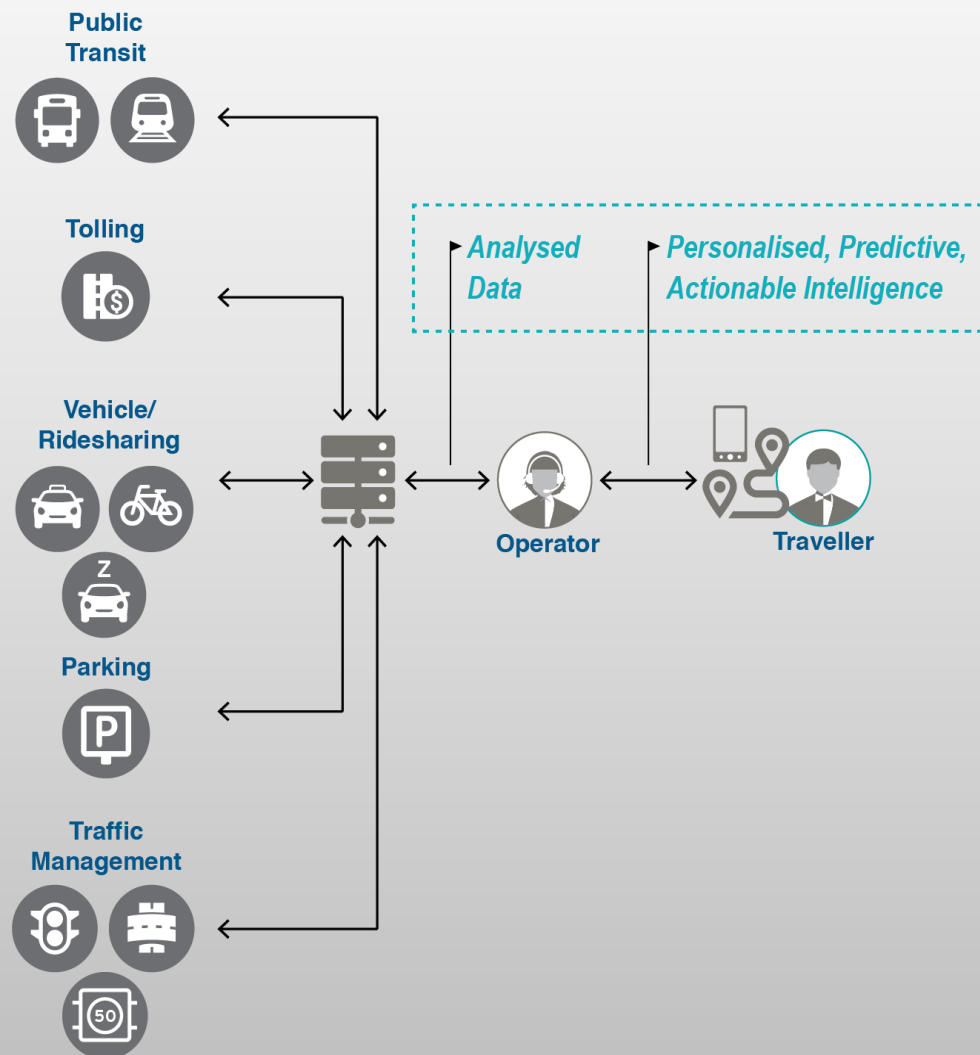 Public
Transit
Tolling
$
Analysed
Data
Personalised, Predictive,
Actionable Intelligence
Vehicle/
Ridesharing
Z
Operator
Traveller
Parking
P
Traffic
Management
50